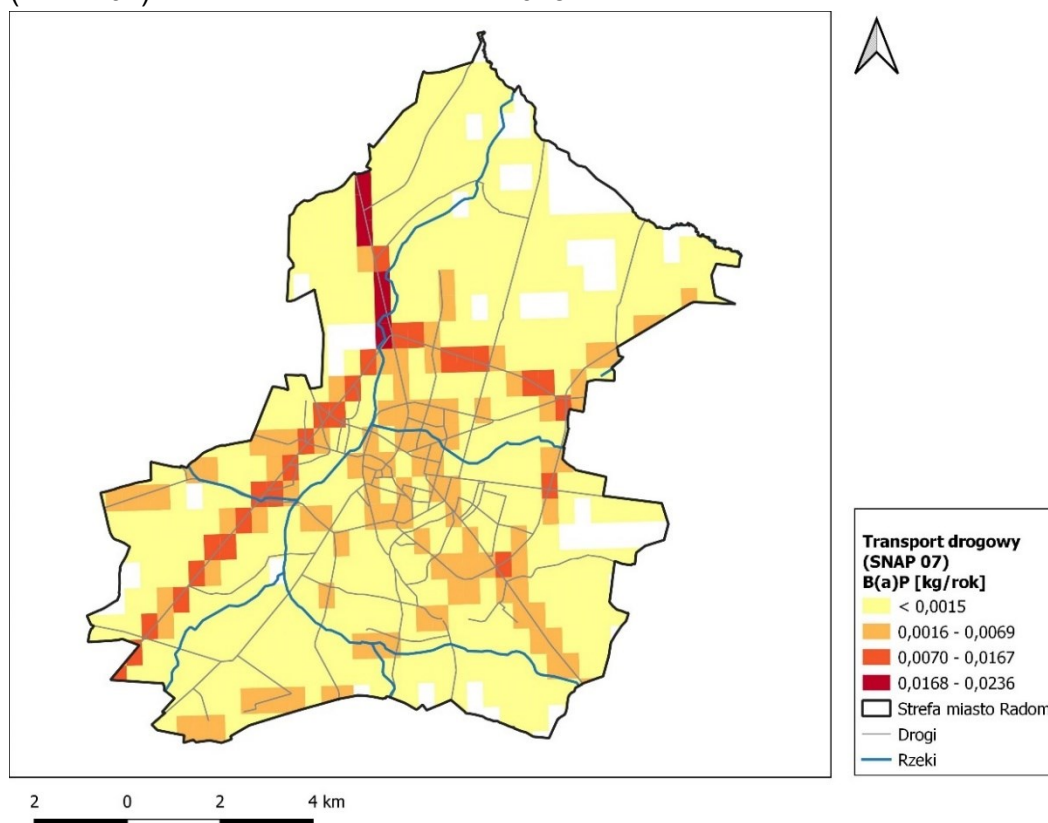 2 0 2 4 km
Transport drogowy
(SNAP 07)
B(a)P [kg/rok]
< 0,0015
0,0016 - 0,0069
0,0070 - 0,0167
0,0168 - 0,0236
Strefa miasto Radom
Drogi
Rzeki